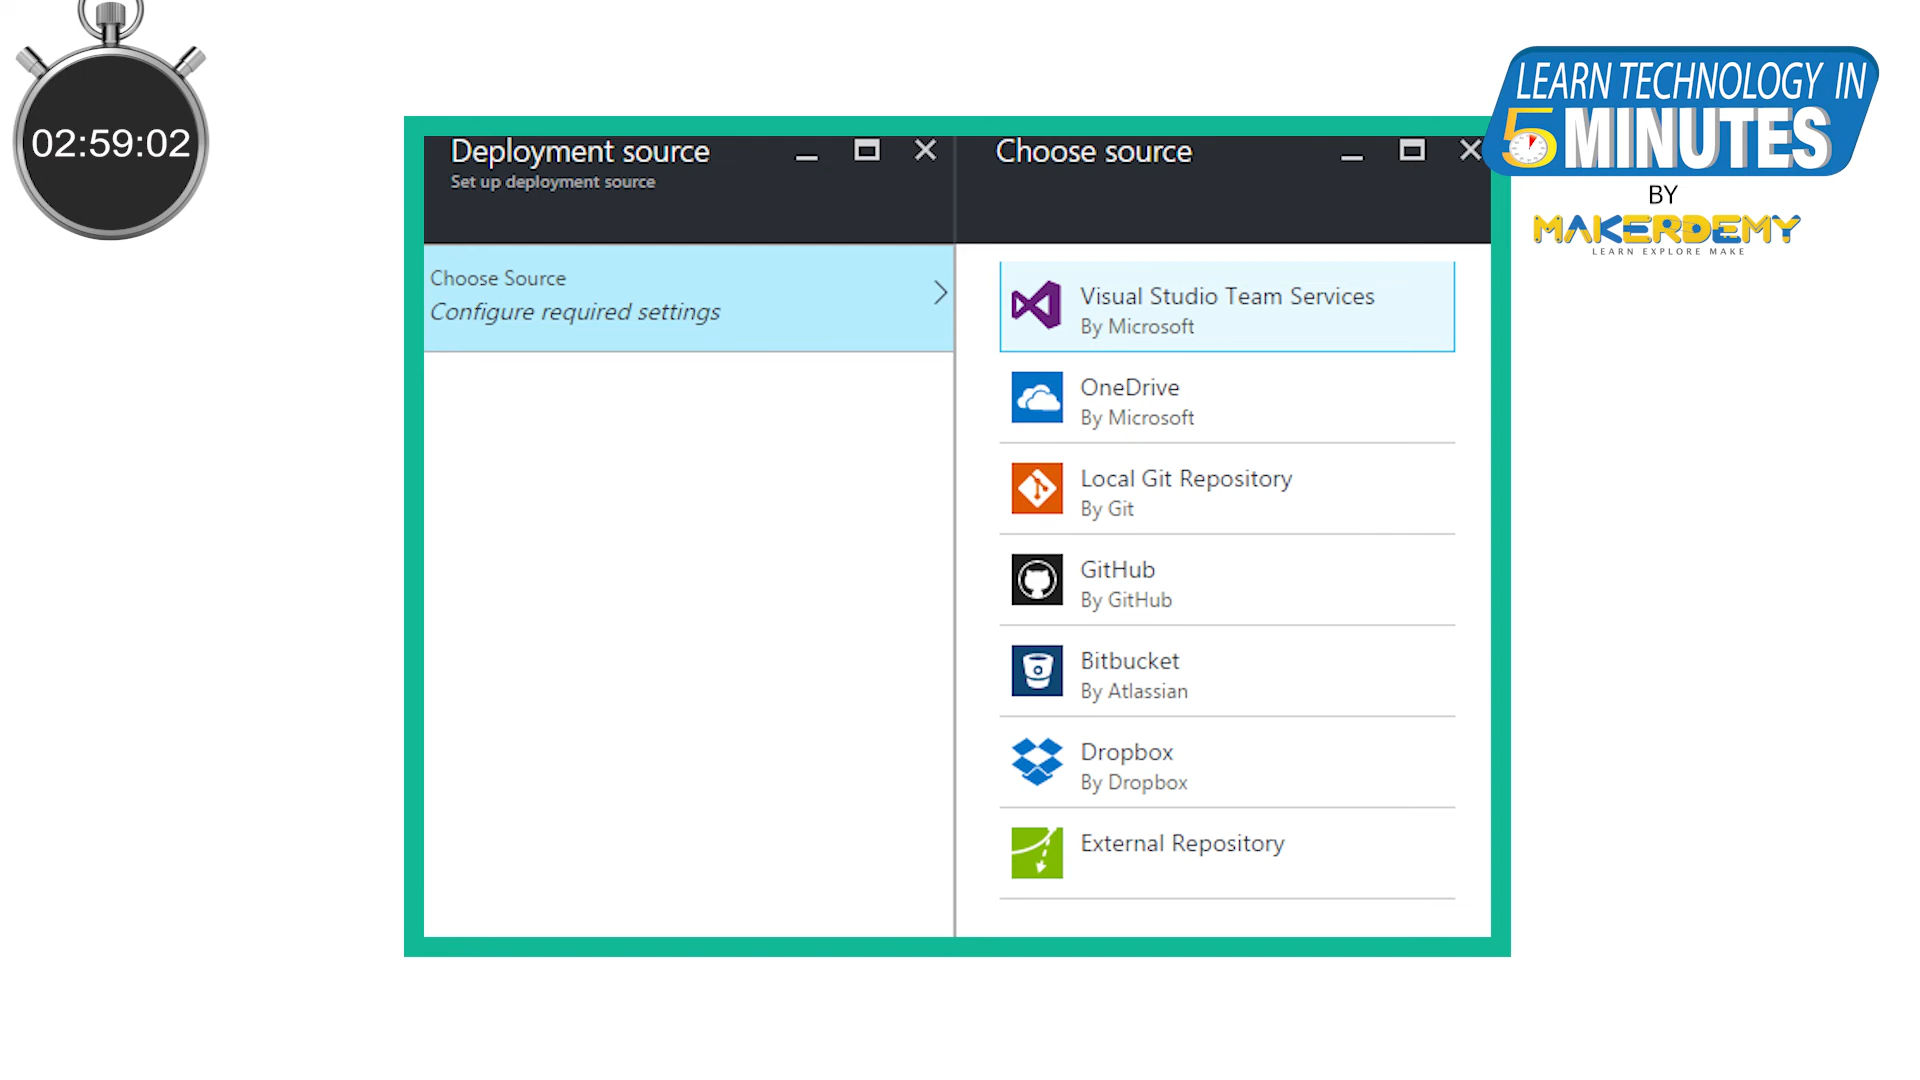 02:59:02
LEARN TECHNOLOGY IN
5 MINUTES
BY
MAKERDEMY
LEARN EXPLORE MAKE
Deployment source
Set up deployment source
Choose Source
Configure required settings
Choose source
Visual Studio Team Services
By Microsoft
OneDrive
By Microsoft
Local Git Repository
By Git
GitHub
By GitHub
Bitbucket
By Atlassian
Dropbox
By Dropbox
External Repository